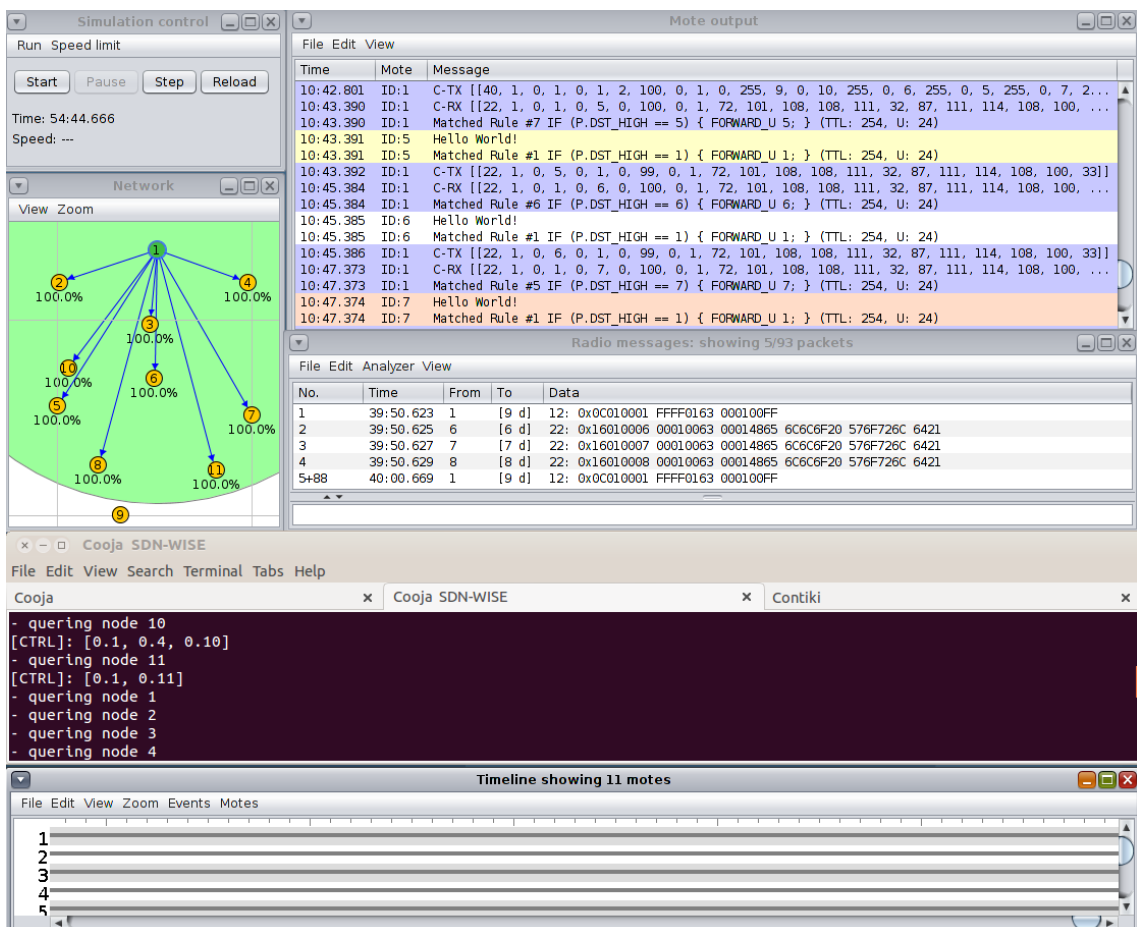 Simulation control
Run Speed limit
Start Pause Step Reload
Time: 54:44.666
Speed: ---
Network
View Zoom
1
2
100.0%
4
100.0%
3
100.0%
10
100.0%
6
100.0%
5
100.0%
7
100.0%
8
100.0%
11
100.0%
9
Mote output
File Edit View
Time Mote Message
10:42.801 ID:1 C-TX [[40, 1, 0, 1, 0, 1, 2, 100, 0, 1, 0, 255, 9, 0, 10, 255, 0, 6, 255, 0, 5, 255, 0, 7, 2...
10:43.390 ID:1 C-RX [[22, 1, 0, 1, 0, 5, 0, 100, 0, 1, 72, 101, 108, 108, 111, 32, 87, 111, 114, 108, 100, ...
10:43.390 ID:1 Matched Rule #7 IF (P.DST_HIGH == 5) { FORWARD_U 5; } (TTL: 254, U: 24)
10:43.391 ID:5 Hello World!
10:43.391 ID:5 Matched Rule #1 IF (P.DST_HIGH == 1) { FORWARD_U 1; } (TTL: 254, U: 24)
10:43.392 ID:1 C-TX [[22, 1, 0, 5, 0, 1, 0, 99, 0, 1, 72, 101, 108, 108, 111, 32, 87, 111, 114, 108, 100, 33]]
10:45.384 ID:1 C-RX [[22, 1, 0, 1, 0, 6, 0, 100, 0, 1, 72, 101, 108, 108, 111, 32, 87, 111, 114, 108, 100, ...
10:45.384 ID:1 Matched Rule #6 IF (P.DST_HIGH == 6) { FORWARD_U 6; } (TTL: 254, U: 24)
10:45.385 ID:6 Hello World!
10:45.385 ID:6 Matched Rule #1 IF (P.DST_HIGH == 1) { FORWARD_U 1; } (TTL: 254, U: 24)
10:45.386 ID:1 C-TX [[22, 1, 0, 6, 0, 1, 0, 99, 0, 1, 72, 101, 108, 108, 111, 32, 87, 111, 114, 108, 100, 33]]
10:47.373 ID:1 C-RX [[22, 1, 0, 1, 0, 7, 0, 100, 0, 1, 72, 101, 108, 108, 111, 32, 87, 111, 114, 108, 100, ...
10:47.373 ID:1 Matched Rule #5 IF (P.DST_HIGH == 7) { FORWARD_U 7; } (TTL: 254, U: 24)
10:47.374 ID:7 Hello World!
10:47.374 ID:7 Matched Rule #1 IF (P.DST_HIGH == 1) { FORWARD_U 1; } (TTL: 254, U: 24)
Radio messages: showing 5/93 packets
File Edit Analyzer View
No. Time From To Data
1 39:50.623 1 [9 d] 12: 0x0C010001 FFFF0163 000100FF
2 39:50.625 6 [6 d] 22: 0x16010006 00010063 00014865 6C6C6F20 576F726C 6421
3 39:50.627 7 [7 d] 22: 0x16010007 00010063 00014865 6C6C6F20 576F726C 6421
4 39:50.629 8 [8 d] 22: 0x16010008 00010063 00014865 6C6C6F20 576F726C 6421
5+88 40:00.669 1 [9 d] 12: 0x0C010001 FFFF0163 000100FF
Cooja SDN-WISE
File Edit View Search Terminal Tabs Help
Cooja Cooja SDN-WISE Contiki
- quering node 10
[CTRL]: [0.1, 0.4, 0.10]
- quering node 11
[CTRL]: [0.1, 0.11]
- quering node 1
- quering node 2
- quering node 3
- quering node 4
Timeline showing 11 motes
File Edit View Zoom Events Motes
1
2
3
4
5